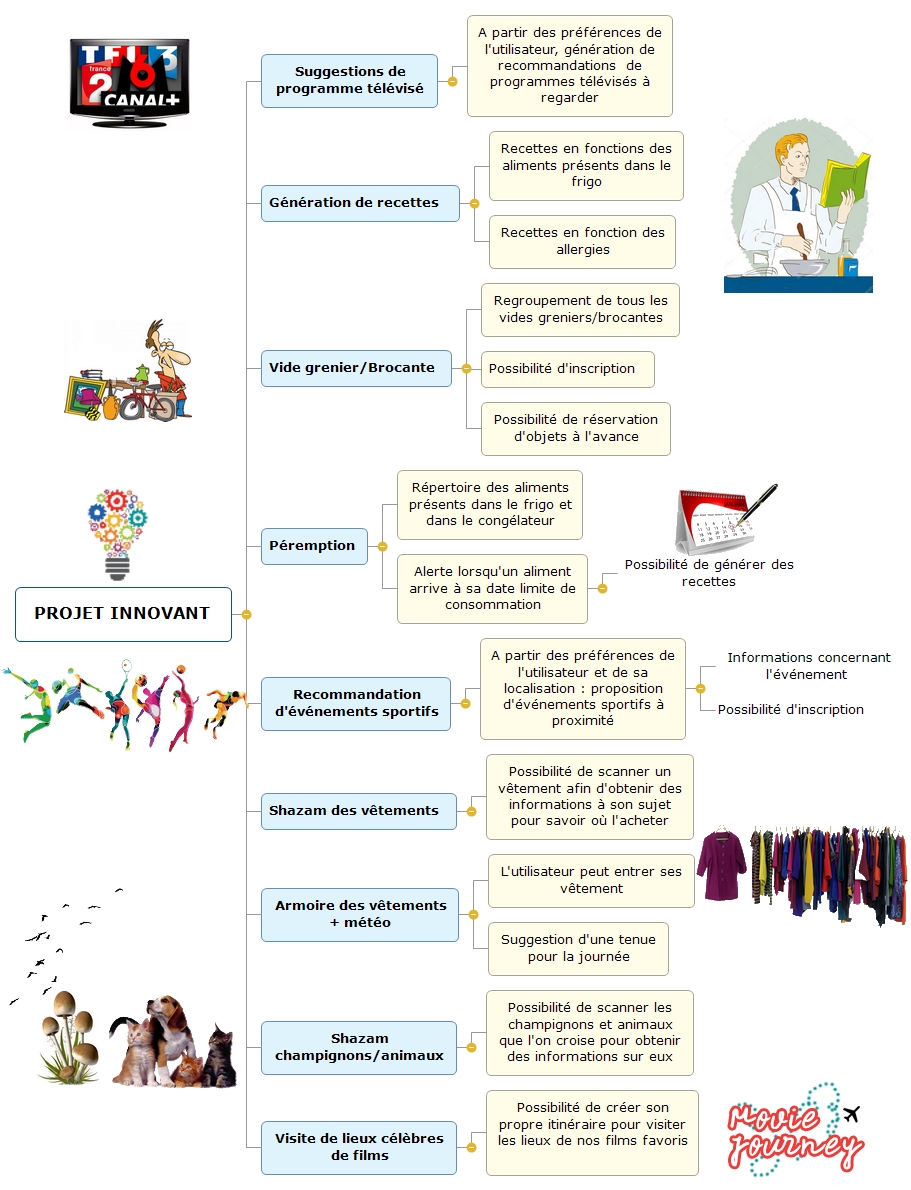 TF1
3
france
2
6
CANAL+
Suggestions de
programme télévisé
A partir des préférences de
l'utilisateur, génération de
recommandations de
programmes télévisés à
regarder
Génération de recettes
Recettes en fonctions des
aliments présents dans le
frigo
Recettes en fonction des
allergies
Vide grenier/Brocante
Regroupement de tous les
vides greniers/brocantes
Possibilité d'inscription
Possibilité de réservation
d'objets à l'avance
Péremption
Répertoire des aliments
présents dans le frigo et
dans le congélateur
Alerte lorsqu'un aliment
arrive à sa date limite de
consommation
Possibilité de générer des
recettes
PROJET INNOVANT
Recommandation
d'événements sportifs
A partir des préférences de
l'utilisateur et de sa
localisation : proposition
d'événements sportifs à
proximité
Informations concernant
l'événement
Possibilité d'inscription
Shazam des vêtements
Possibilité de scanner un
vêtement afin d'obtenir des
informations à son sujet
pour savoir où l'acheter
Armoire des vêtements
+ météo
L'utilisateur peut entrer ses
vêtement
Suggestion d'une tenue
pour la journée
Shazam
champignons/animaux
Possibilité de scanner les
champignons et animaux
que l'on croise pour obtenir
des informations sur eux
Visite de lieux célèbres
de films
Possibilité de créer son
propre itinéraire pour visiter
les lieux de nos films favoris
Movie
Journey